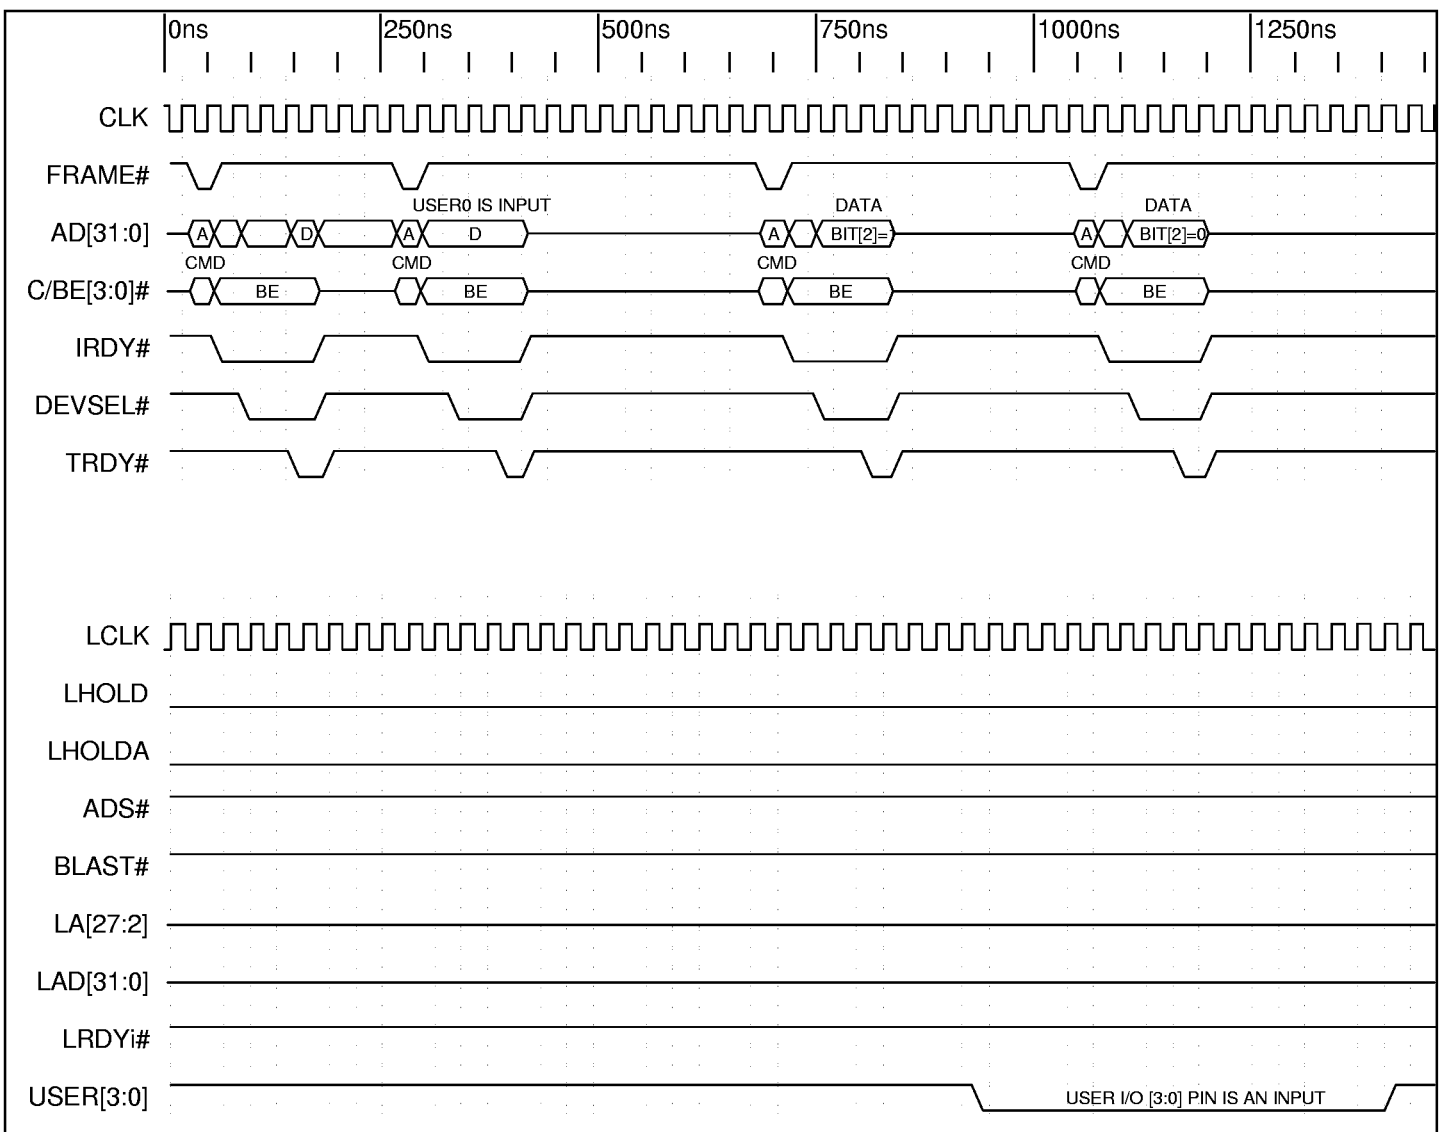 0ns 250ns 500ns 750ns 1000ns 1250ns
CLK
FRAME#
USER0 IS INPUT DATA DATA
AD[31:0] A D A D A BIT[2]= A BIT[2]=0
CMD CMD CMD CMD
C/BE[3:0]# BE BE BE BE
IRDY#
DEVSEL#
TRDY#
LCLK
LHOLD
LHOLDA
ADS#
BLAST#
LA[27:2]
LAD[31:0]
LRDYi#
USER[3:0] USER I/O [3:0] PIN IS AN INPUT